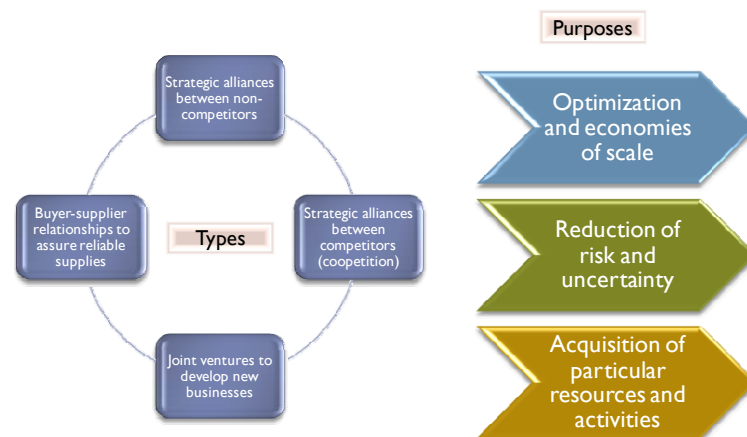 Strategic alliances
between non-
competitors
Buyer-supplier
relationships to
assure reliable
supplies
Types
Strategic alliances
between
competitors
(coopetition)
Joint ventures to
develop new
businesses
Purposes
Optimization
and economies
of scale
Reduction of
risk and
uncertainty
Acquisition of
particular
resources and
activities